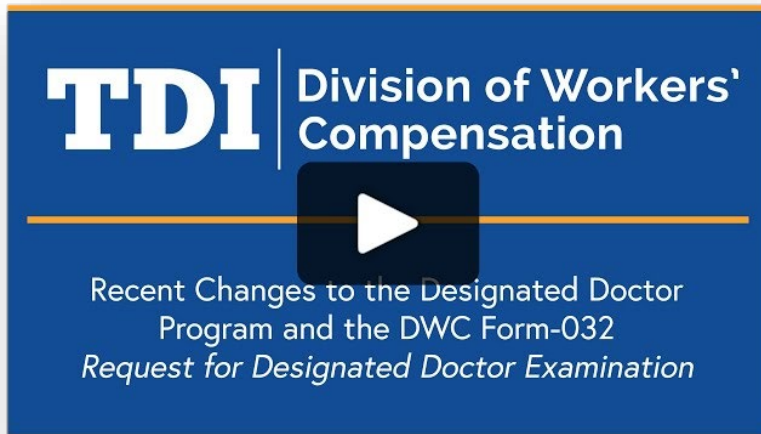 TDI
Division of Workers'
Compensation
Recent Changes to the Designated Doctor
Program and the DWC Form-032
Request for Designated Doctor Examination